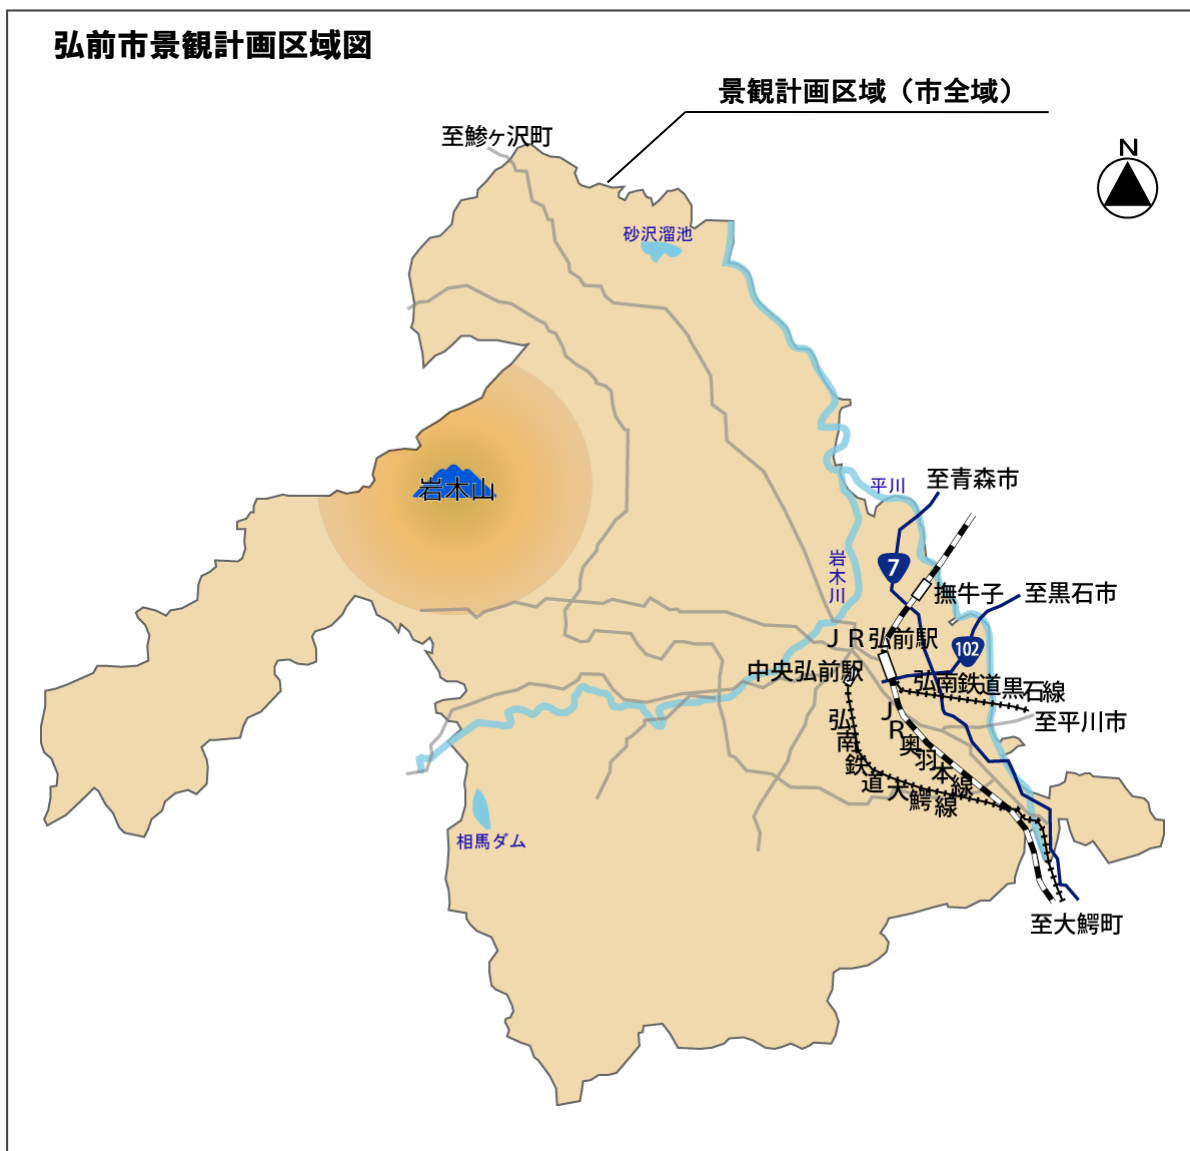 弘前市景観計画区域図
景観計画区域（市全域）
至鰺ヶ沢町
N
砂沢溜池
岩木山
平川
至青森市
岩木川
7
撫牛子
至黒石市
ＪＲ弘前駅
102
中央弘前駅
弘南鉄道黒石線
至平川市
弘南鉄道大鰐線
ＪＲ奥羽本線
相馬ダム
至大鰐町